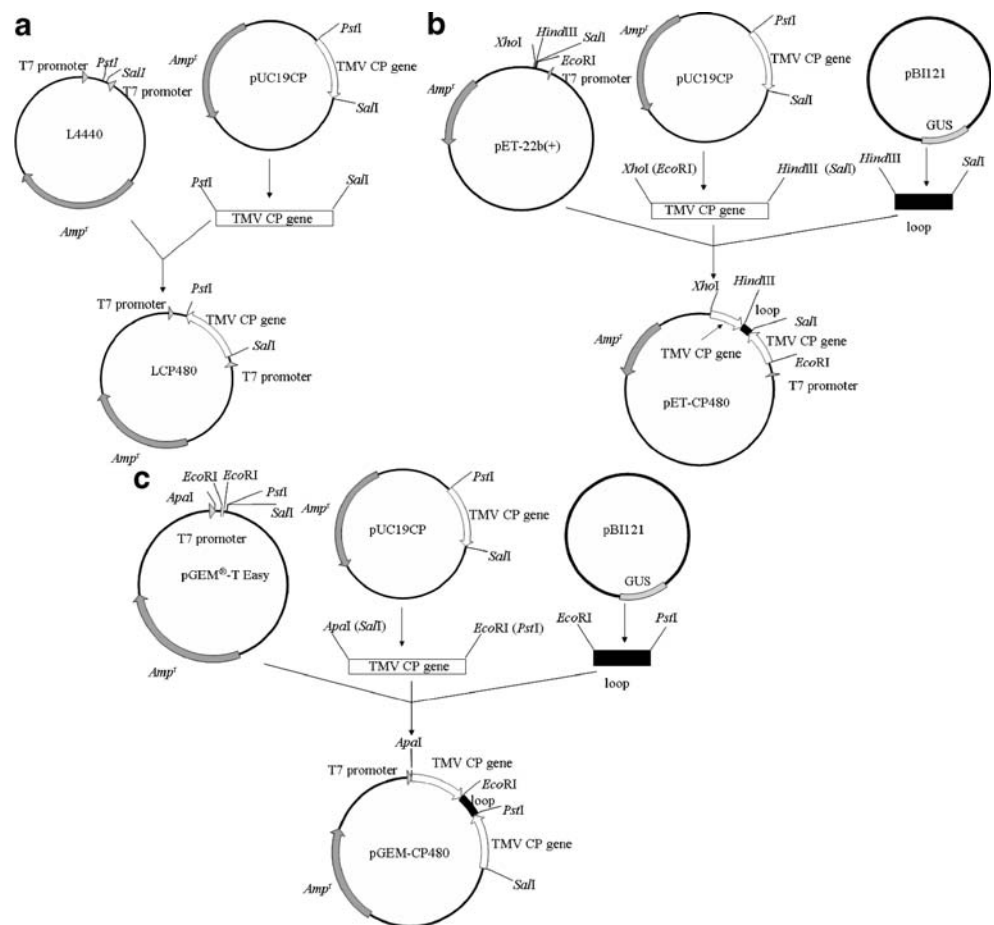 a
T7 promoter
PstI
SalI
T7 promoter
L4440
Ampr
Ampr
pUC19CP
PstI
TMV CP gene
SalI
PstI
SalI
TMV CP gene
T7 promoter
PstI
TMV CP gene
SalI
T7 promoter
LCP480
Ampr
b
XhoI
HindIII
SalI
EcoRI
T7 promoter
Ampr
pET-22b(+)
Ampr
pUC19CP
PstI
TMV CP gene
SalI
pBI121
GUS
XhoI (EcoRI)
HindIII (SalI)
TMV CP gene
HindIII
SalI
loop
XhoI
HindIII
loop
SalI
TMV CP gene
TMV CP gene
EcoRI
T7 promoter
Ampr
pET-CP480
c
ApaI
EcoRI
EcoRI
PstI
SalI
T7 promoter
pGEM®-T Easy
Ampr
Ampr
pUC19CP
PstI
TMV CP gene
SalI
pBI121
GUS
ApaI (SalI)
EcoRI (PstI)
TMV CP gene
EcoRI
PstI
loop
ApaI
T7 promoter
TMV CP gene
EcoRI
loop
PstI
TMV CP gene
SalI
pGEM-CP480
Ampr